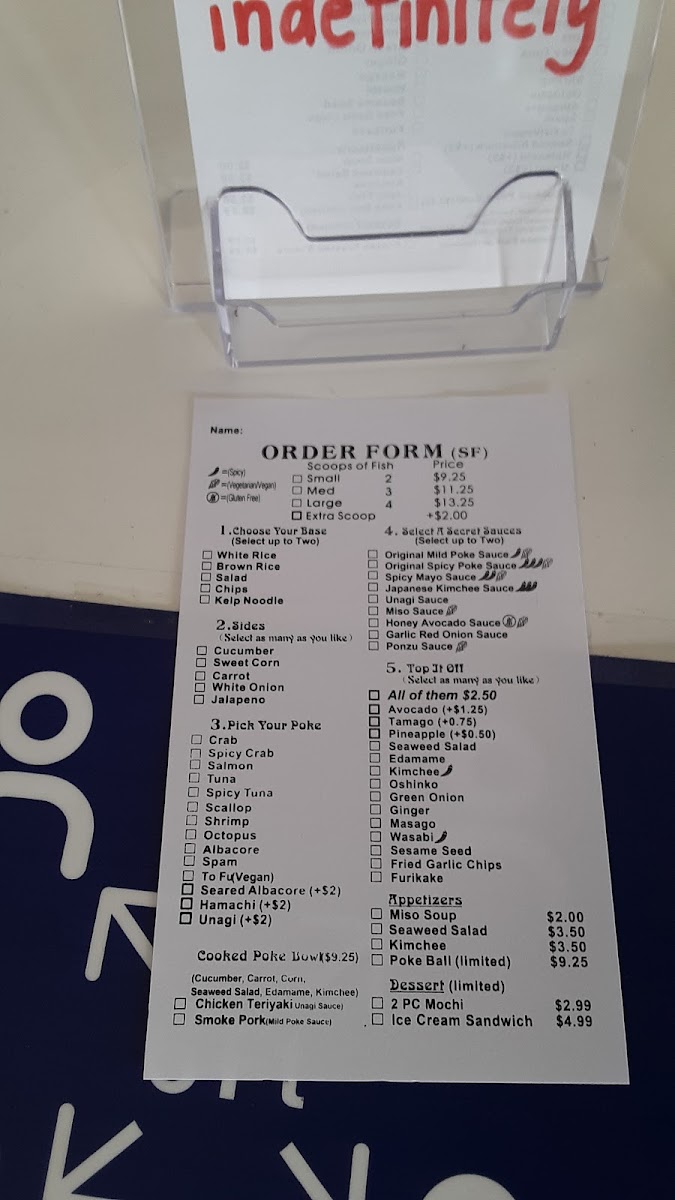 indefinitely
Name:
ORDER FORM (SF)
=(Spicy)
=(Vegetarian/Vegan)
=(Gluten Free)
Scoops of Fish Price
Small 2 $9.25
Med 3 $11.25
Large 4 $13.25
Extra Scoop +$2.00
1.Choose Your Base
(Select up to Two)
White Rice
Brown Rice
Salad
Chips
Kelp Noodle
2.Sides
(Select as many as you like)
Cucumber
Sweet Corn
Carrot
White Onion
Jalapeno
3.Pick Your Poke
Crab
Spicy Crab
Salmon
Tuna
Spicy Tuna
Scallop
Shrimp
Octopus
Albacore
Spam
To Fu(Vegan)
Seared Albacore (+$2)
Hamachi (+$2)
Unagi (+$2)
Cooked Poke Bowl($9.25)
(Cucumber, Carrot, Corn,
Seaweed Salad, Edamame, Kimchee)
Chicken Teriyaki(Unagi Sauce)
Smoke Pork(Mild Poke Sauce)
4. Select A Secret Sauces
(Select up to Two)
Original Mild Poke Sauce
Original Spicy Poke Sauce
Spicy Mayo Sauce
Japanese Kimchee Sauce
Unagi Sauce
Miso Sauce
Honey Avocado Sauce
Garlic Red Onion Sauce
Ponzu Sauce
5. Top It Off
(Select as many as you like)
All of them $2.50
Avocado (+$1.25)
Tamago (+0.75)
Pineapple (+$0.50)
Seaweed Salad
Edamame
Kimchee
Oshinko
Green Onion
Ginger
Masago
Wasabi
Sesame Seed
Fried Garlic Chips
Furikake
Appetizers
Miso Soup $2.00
Seaweed Salad $3.50
Kimchee $3.50
Poke Ball (limited) $9.25
Dessert (limited)
2 PC Mochi $2.99
Ice Cream Sandwich $4.99